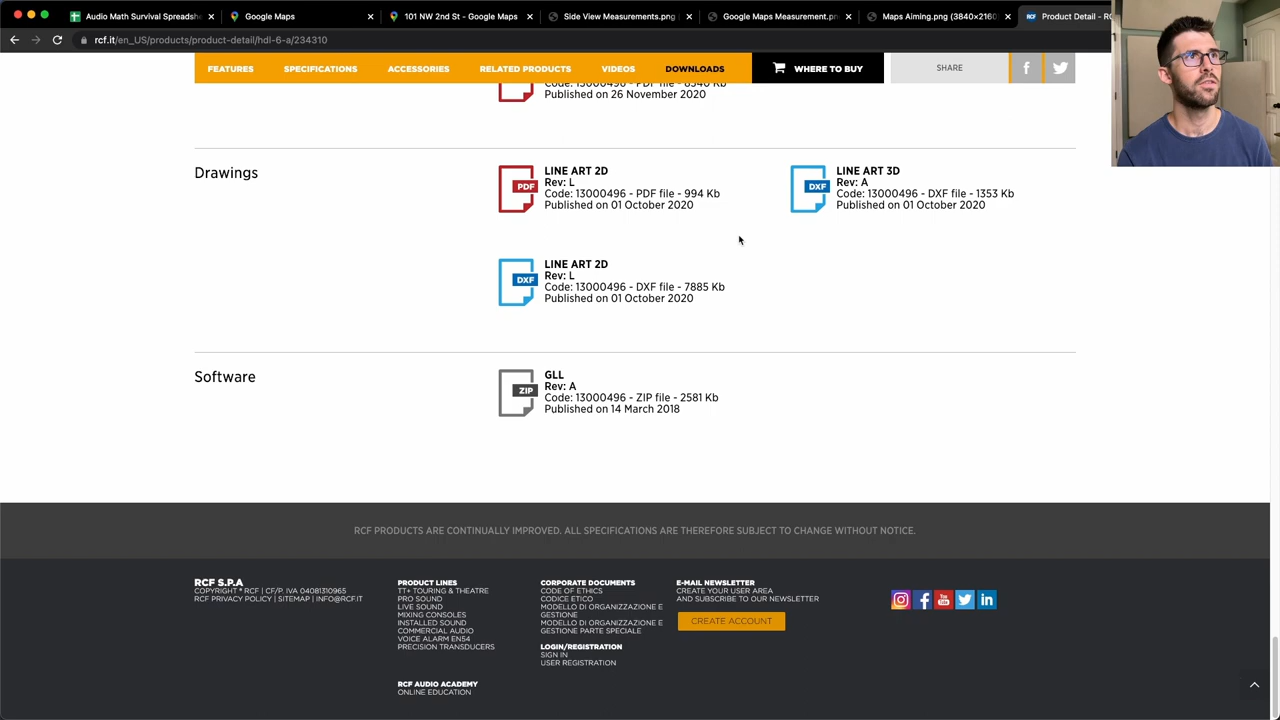 Audio Math Survival Spreadsh
Google Maps
101 NW 2nd St - Google Maps
Side View Measurements.png
Google Maps Measurement.pn
Maps Aiming.png (3840×2160)
Product Detail - RC
rcf.it/en_US/products/product-detail/hdl-6-a/234310
FEATURES
SPECIFICATIONS
ACCESSORIES
RELATED PRODUCTS
VIDEOS
DOWNLOADS
WHERE TO BUY
SHARE
Code: 13000496 - PDF file - 8340 Kb
Published on 26 November 2020
Drawings
PDF
LINE ART 2D
Rev: L
Code: 13000496 - PDF file - 994 Kb
Published on 01 October 2020
DXF
LINE ART 3D
Rev: A
Code: 13000496 - DXF file - 1353 Kb
Published on 01 October 2020
DXF
LINE ART 2D
Rev: L
Code: 13000496 - DXF file - 7885 Kb
Published on 01 October 2020
Software
ZIP
GLL
Rev: A
Code: 13000496 - ZIP file - 2581 Kb
Published on 14 March 2018
RCF PRODUCTS ARE CONTINUALLY IMPROVED. ALL SPECIFICATIONS ARE THEREFORE SUBJECT TO CHANGE WITHOUT NOTICE.
RCF S.P.A
COPYRIGHT ® RCF | CF/P. IVA 04081310965
RCF PRIVACY POLICY | SITEMAP | INFO@RCF.IT
PRODUCT LINES
TT+ TOURING & THEATRE
PRO SOUND
LIVE SOUND
MIXING CONSOLES
INSTALLED SOUND
COMMERCIAL AUDIO
VOICE ALARM EN54
PRECISION TRANSDUCERS
RCF AUDIO ACADEMY
ONLINE EDUCATION
CORPORATE DOCUMENTS
CODE OF ETHICS
CODICE ETICO
MODELLO DI ORGANIZZAZIONE E
GESTIONE
MODELLO DI ORGANIZZAZIONE E
GESTIONE PARTE SPECIALE
LOGIN/REGISTRATION
SIGN IN
USER REGISTRATION
E-MAIL NEWSLETTER
CREATE YOUR USER AREA
AND SUBSCRIBE TO OUR NEWSLETTER
CREATE ACCOUNT